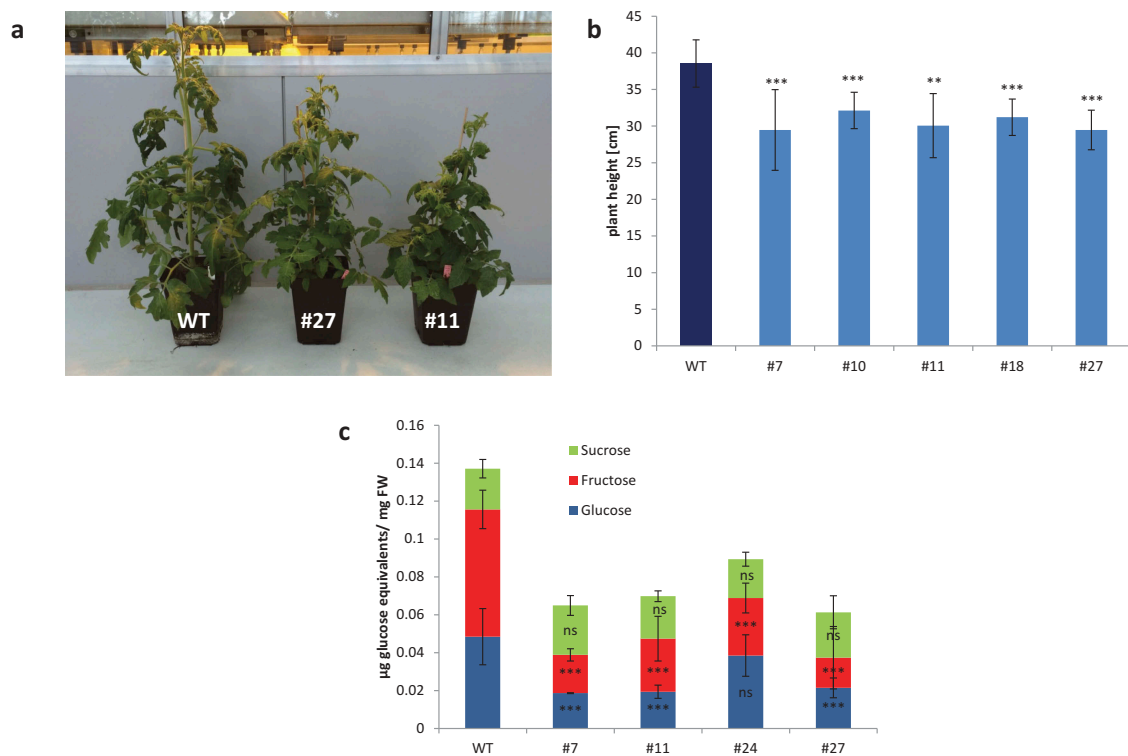 a
WT
#27
#11
b
plant height [cm]
45
40
35
30
25
20
15
10
5
0
***
***
**
***
***
WT #7 #10 #11 #18 #27
c
µg glucose equivalents/ mg FW
0.16
0.14
0.12
0.1
0.08
0.06
0.04
0.02
0
Sucrose
Fructose
Glucose
ns
***
***
ns
***
***
ns
***
ns
ns
***
***
WT #7 #11 #24 #27